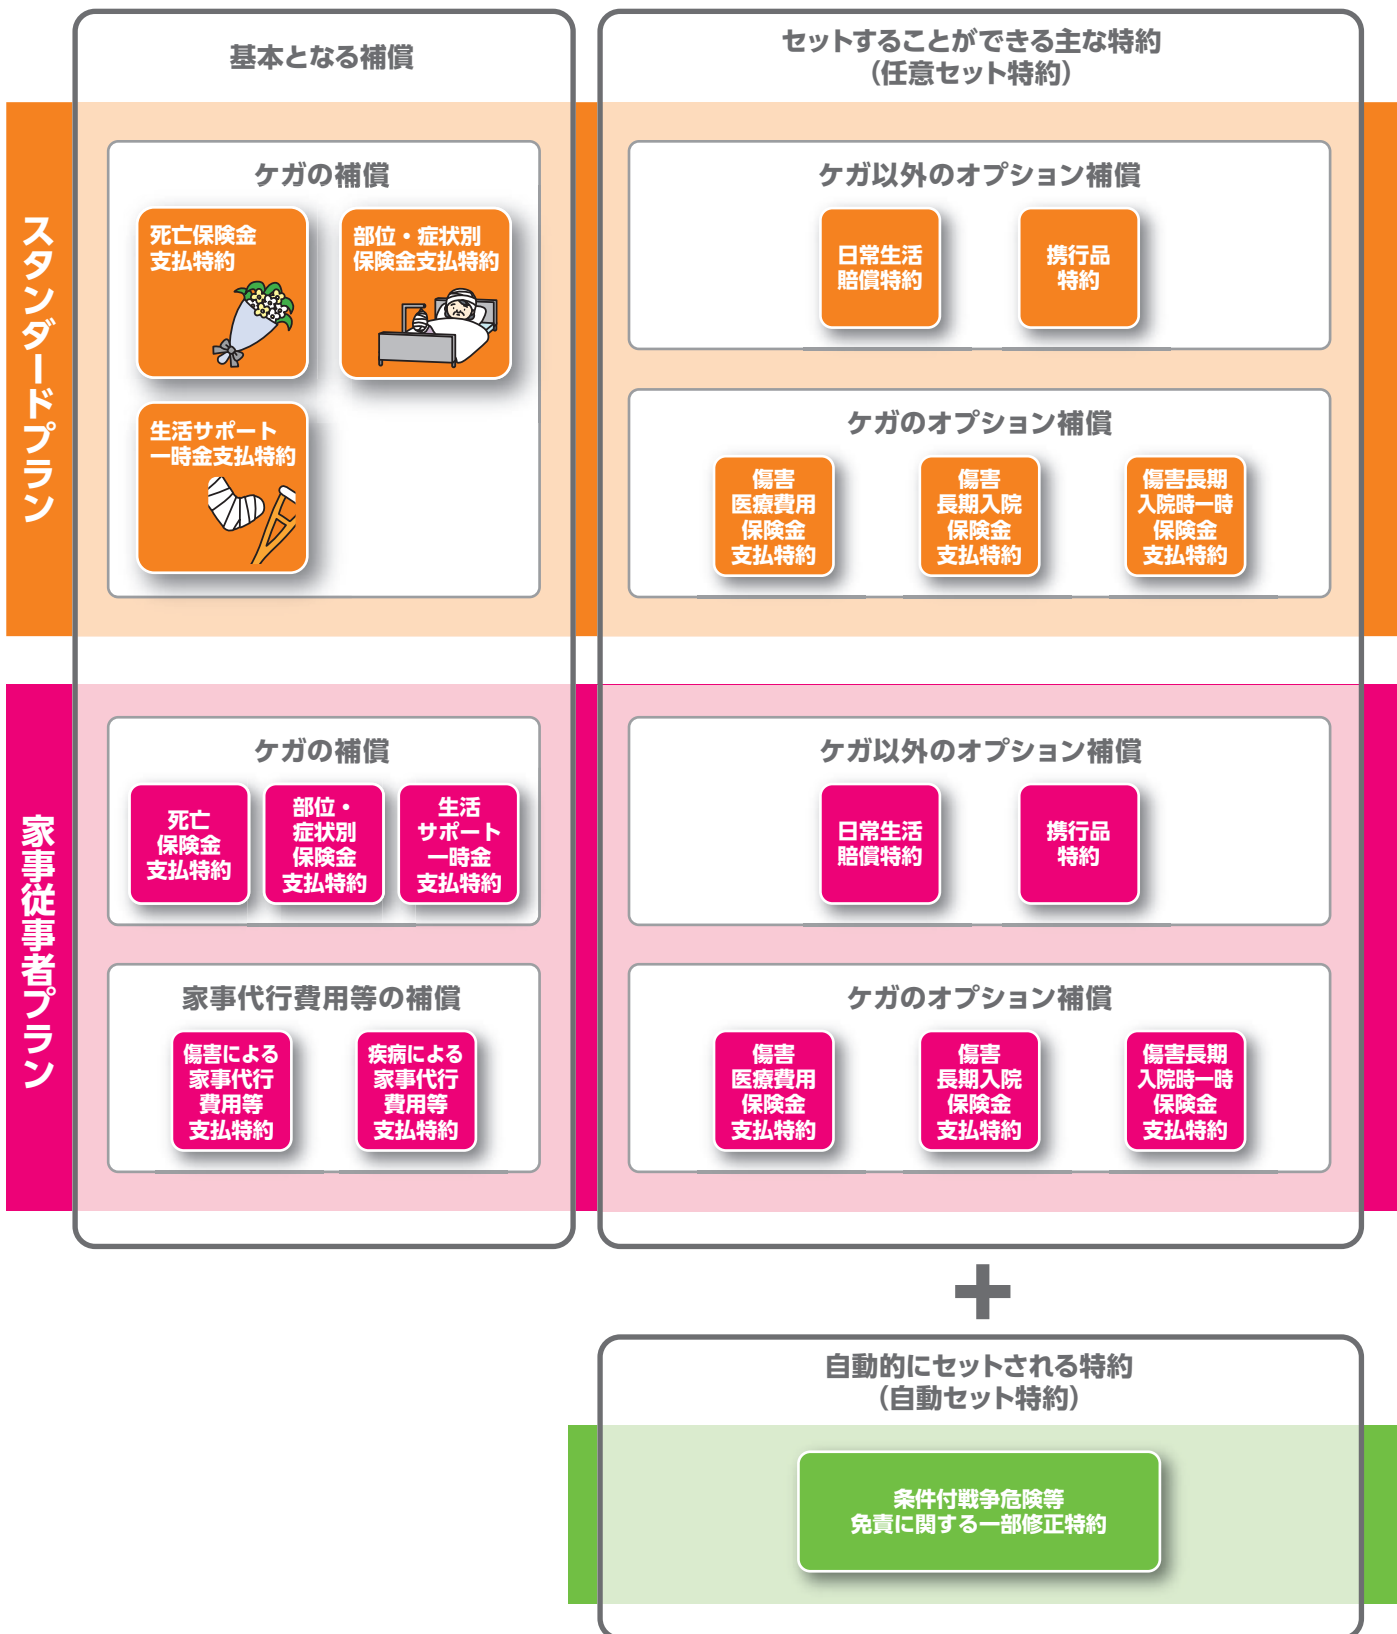 基本となる補償
セットすることができる主な特約
（任意セット特約）
スタンダードプラン
ケガの補償
死亡保険金
支払特約
部位・症状別
保険金支払特約
生活サポート
一時金支払特約
ケガ以外のオプション補償
日常生活
賠償特約
携行品
特約
ケガのオプション補償
傷害
医療費用
保険金
支払特約
傷害
長期入院
保険金
支払特約
傷害長期
入院時一時
保険金
支払特約
家事従事者プラン
ケガの補償
死亡
保険金
支払特約
部位・
症状別
保険金
支払特約
生活
サポート
一時金
支払特約
家事代行費用等の補償
傷害による
家事代行
費用等
支払特約
疾病による
家事代行
費用等
支払特約
ケガ以外のオプション補償
日常生活
賠償特約
携行品
特約
ケガのオプション補償
傷害
医療費用
保険金
支払特約
傷害
長期入院
保険金
支払特約
傷害長期
入院時一時
保険金
支払特約
+
自動的にセットされる特約
（自動セット特約）
条件付戦争危険等
免責に関する一部修正特約